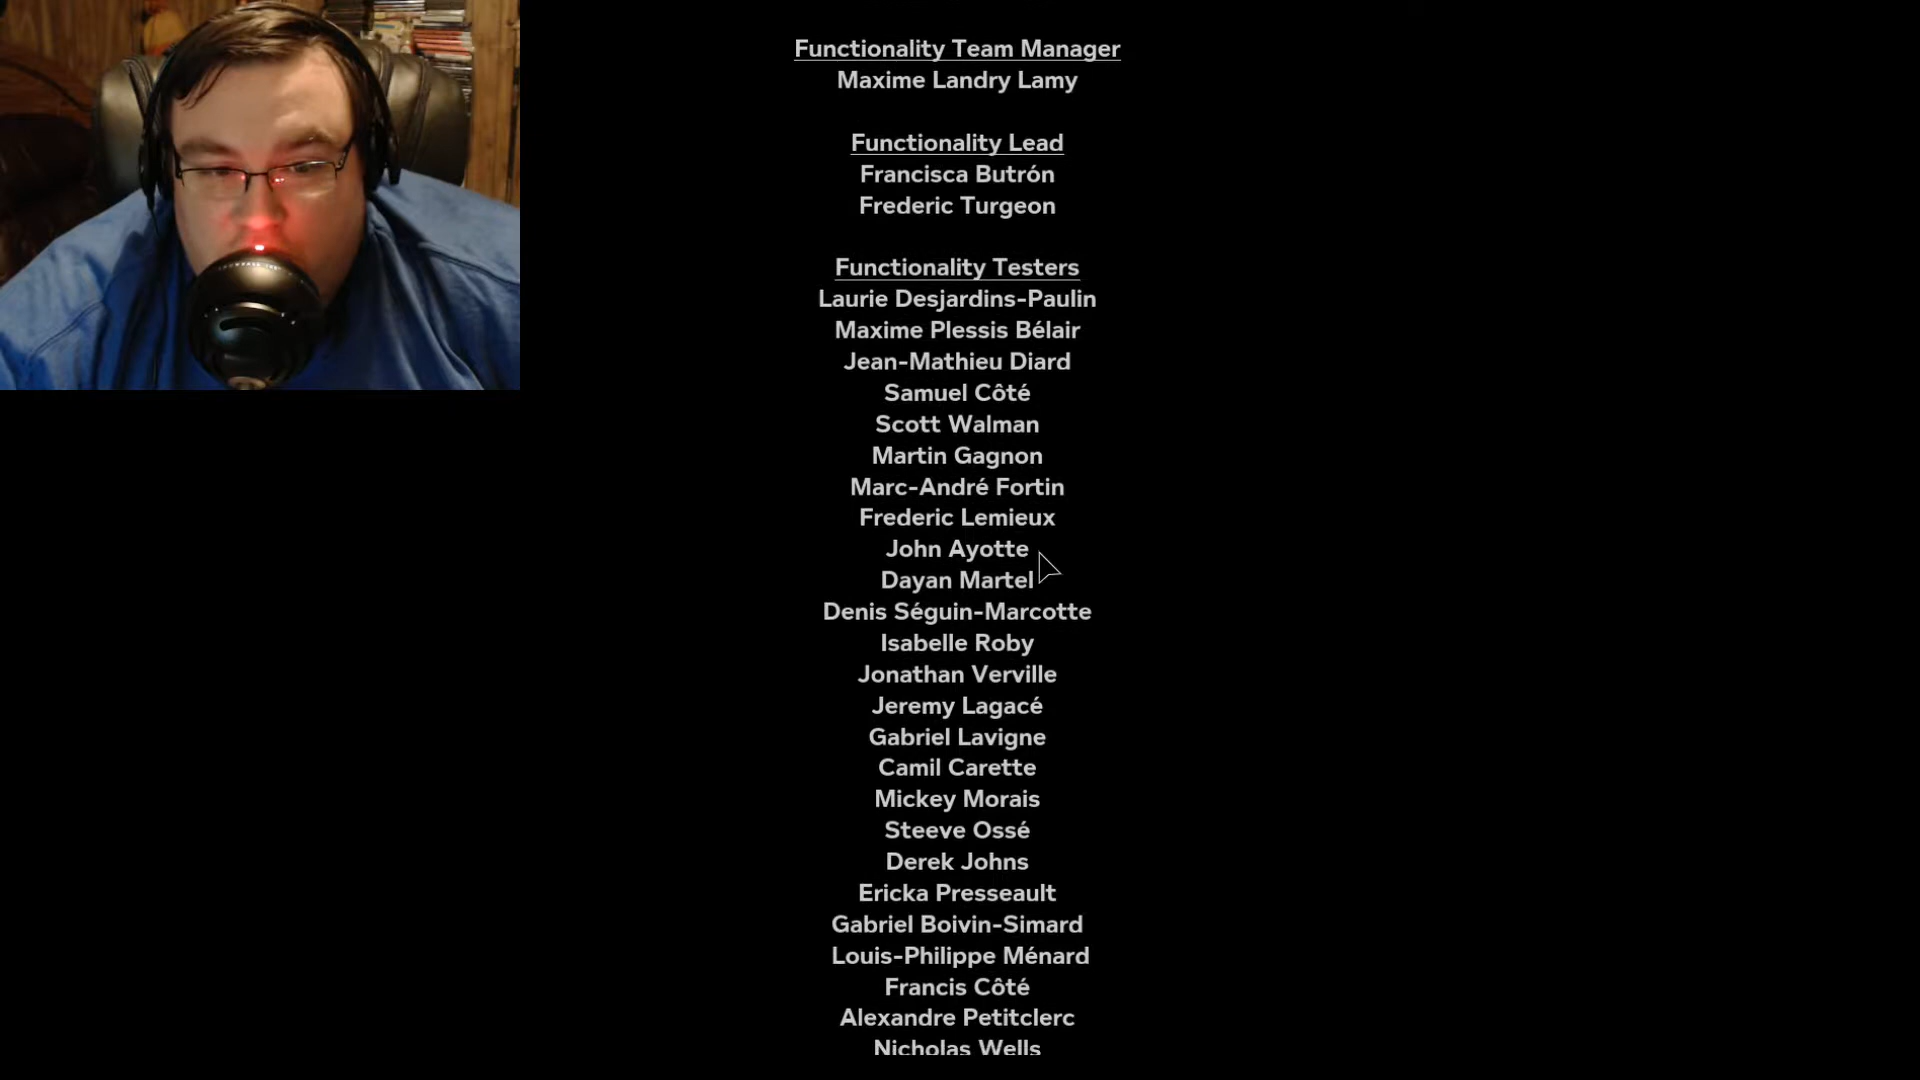 Functionality Team Manager
Maxime Landry Lamy
Functionality Lead
Francisca Butrón
Frederic Turgeon
Functionality Testers
Laurie Desjardins-Paulin
Maxime Plessis Bélair
Jean-Mathieu Diard
Samuel Côté
Scott Walman
Martin Gagnon
Marc-André Fortin
Frederic Lemieux
John Ayotte
Dayan Martel
Denis Séguin-Marcotte
Isabelle Roby
Jonathan Verville
Jeremy Lagacé
Gabriel Lavigne
Camil Carette
Mickey Morais
Steeve Ossé
Derek Johns
Ericka Presseault
Gabriel Boivin-Simard
Louis-Philippe Ménard
Francis Côté
Alexandre Petitclerc
Nicholas Wells